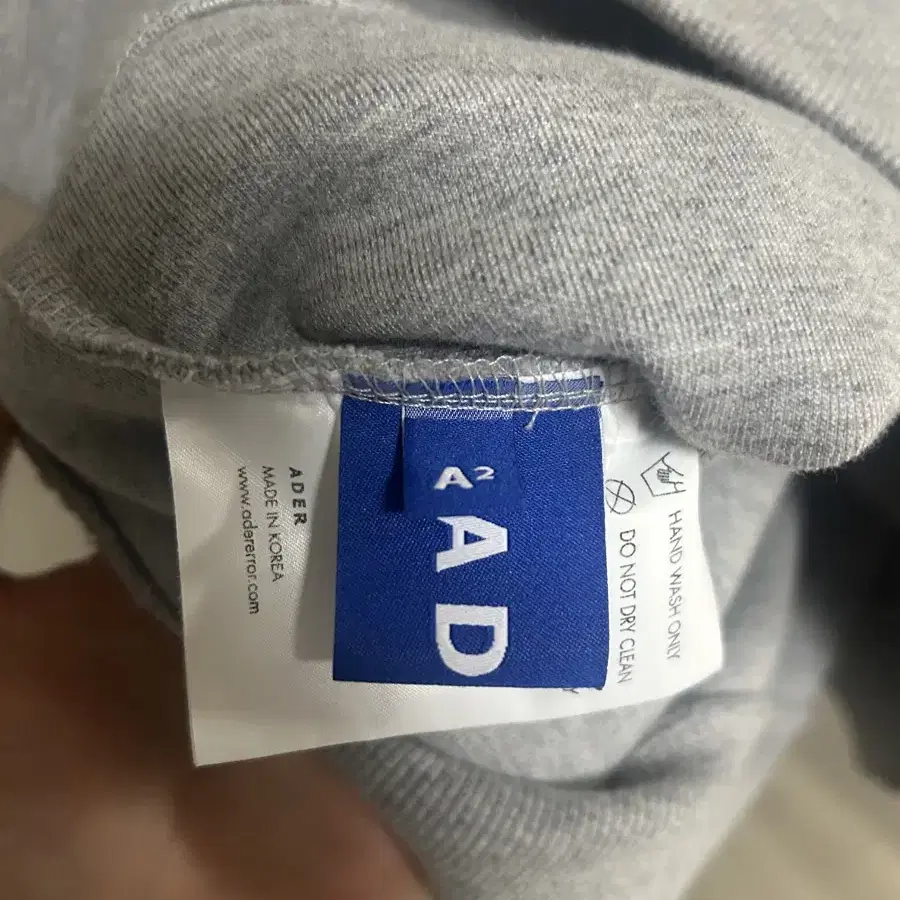 ADER
MADE IN KOREA
www.adererror.com
A²
AD
HAND WASH ONLY
DO NOT DRY CLEAN